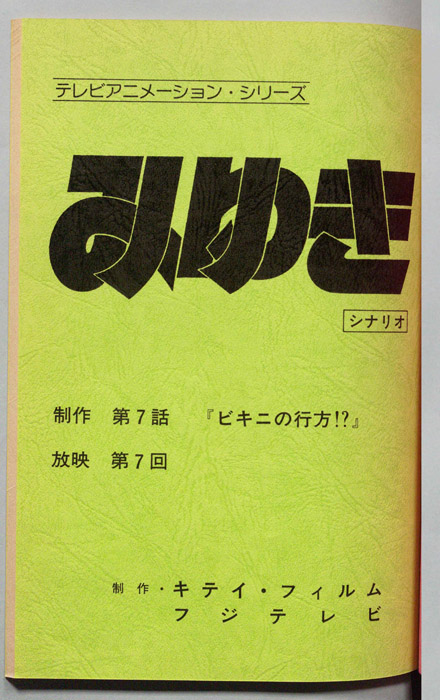 テレビアニメーション・シリーズ
みゆき
シナリオ
制作 第7話 『ビキニの行方!?』
放映 第7回
制作・キティ・フィルム
フジテレビ